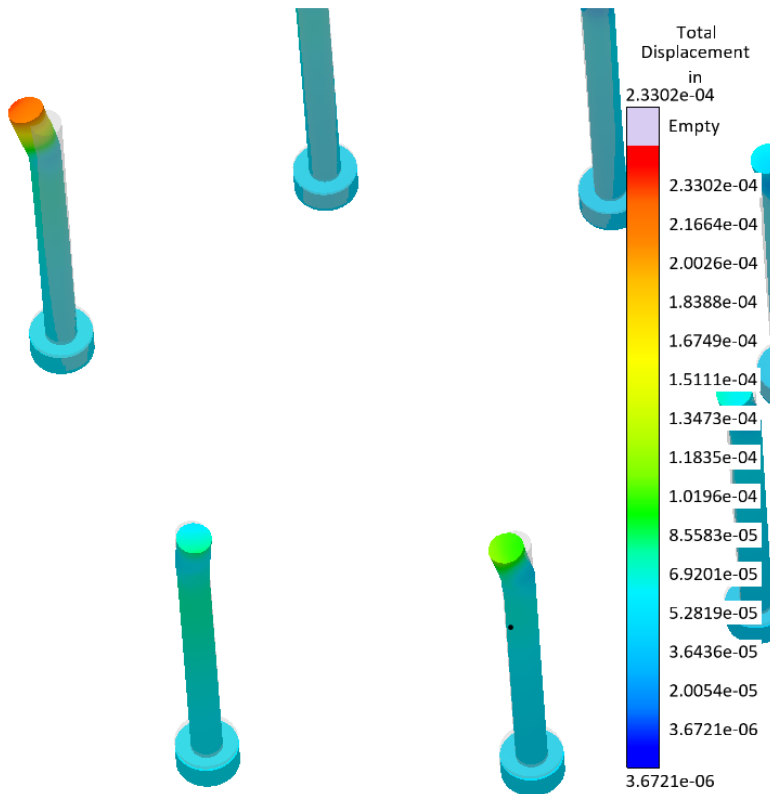 Total
Displacement
in
2.3302e-04
Empty
2.3302e-04
2.1664e-04
2.0026e-04
1.8388e-04
1.6749e-04
1.5111e-04
1.3473e-04
1.1835e-04
1.0196e-04
8.5583e-05
6.9201e-05
5.2819e-05
3.6436e-05
2.0054e-05
3.6721e-06
3.6721e-06